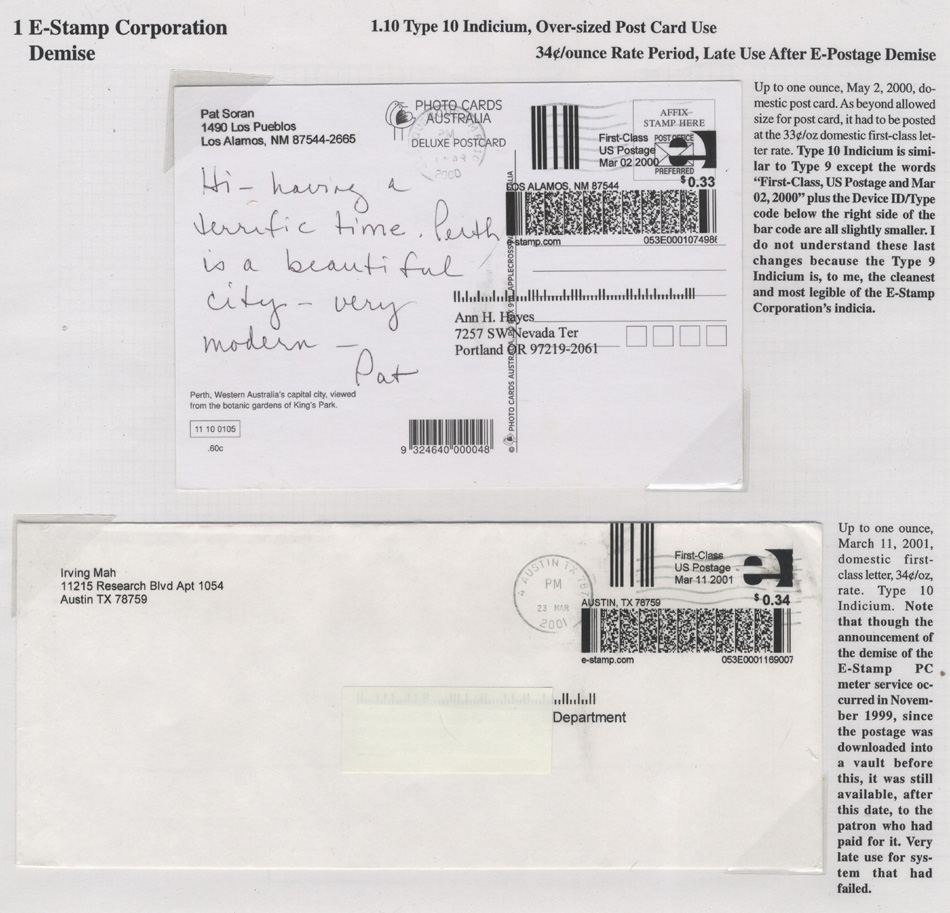 1 E-Stamp Corporation
Demise
1.10 Type 10 Indicium, Over-sized Post Card Use
34¢/ounce Rate Period, Late Use After E-Postage Demise
Pat Soran
1490 Los Pueblos
Los Alamos, NM 87544-2665
PHOTO CARDS
AUSTRALIA
DELUXE POSTCARD
PM
2000
AFFIX
STAMP HERE
POST OFFICE
PREFERRED
First-Class
US Postage
Mar 02 2000
$ 0.33
LOS ALAMOS, NM 87544
e-stamp.com
053E000107498
Hi - having a
terrific time. Perth
is a beautiful
city - very
modern -
Pat
Ann H. Hayes
7257 SW Nevada Ter
Portland OR 97219-2061
Perth, Western Australia's capital city, viewed
from the botanic gardens of King's Park.
11 10 0105
.60c
9 324640 000048
© PHOTO CARDS AUSTRALIA
APPLECROSS
Up to one ounce, May 2, 2000, do-
mestic post card. As beyond allowed
size for post card, it had to be posted
at the 33¢/oz domestic first-class let-
ter rate. Type 10 Indicium is simi-
lar to Type 9 except the words
“First-Class, US Postage and Mar
02, 2000” plus the Device ID/Type
code below the right side of the
bar code are all slightly smaller. I
do not understand these last
changes because the Type 9
Indicium is, to me, the cleanest
and most legible of the E-Stamp
Corporation's indicia.
Irving Mah
11215 Research Blvd Apt 1054
Austin TX 78759
AUSTIN TX 787
PM
23 MAR
2001
First-Class
US Postage
Mar 11 2001
$ 0.34
AUSTIN, TX 78759
e-stamp.com
053E0001169007
Department
Up to one ounce,
March 11, 2001,
domestic first-
class letter, 34¢/oz,
rate. Type 10
Indicium. Note
that though the
announcement of
the demise of the
E-Stamp PC
meter service oc-
curred in Novem-
ber 1999, since
the postage was
downloaded into
a vault before
this, it was still
available, after
this date, to the
patron who had
paid for it. Very
late use for sys-
tem that had
failed.